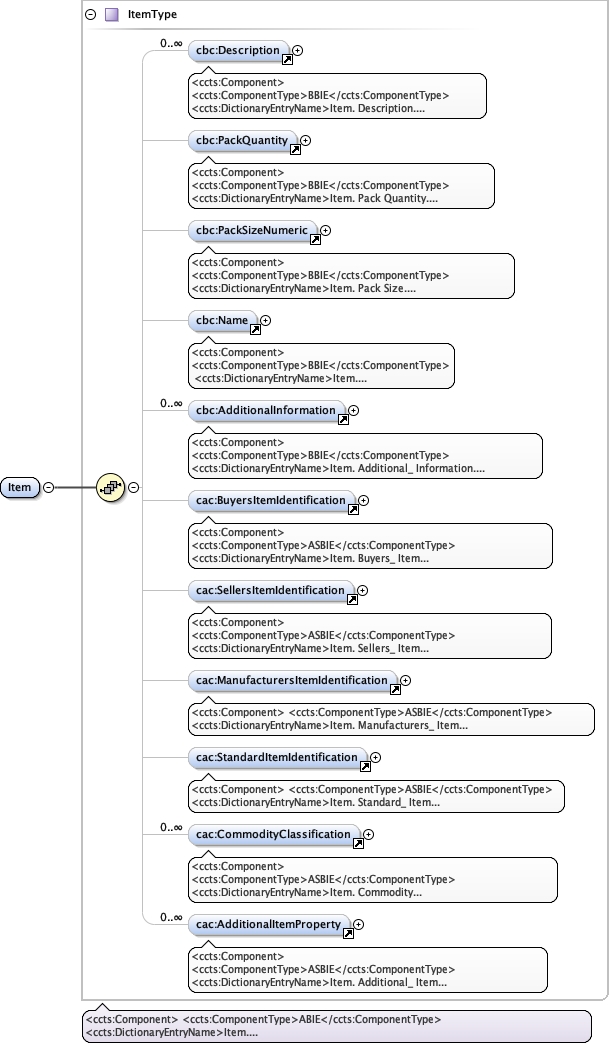 ItemType
0..∞
cbc:Description
<ccts:Component>
<ccts:ComponentType>BBIE</ccts:ComponentType>
<ccts:DictionaryEntryName>Item. Description....
cbc:PackQuantity
<ccts:Component>
<ccts:ComponentType>BBIE</ccts:ComponentType>
<ccts:DictionaryEntryName>Item. Pack Quantity....
cbc:PackSizeNumeric
<ccts:Component>
<ccts:ComponentType>BBIE</ccts:ComponentType>
<ccts:DictionaryEntryName>Item. Pack Size....
cbc:Name
<ccts:Component>
<ccts:ComponentType>BBIE</ccts:ComponentType>
<ccts:DictionaryEntryName>Item....
0..∞
cbc:AdditionalInformation
<ccts:Component>
<ccts:ComponentType>BBIE</ccts:ComponentType>
<ccts:DictionaryEntryName>Item. Additional_ Information....
Item
cac:BuyersItemIdentification
<ccts:Component>
<ccts:ComponentType>ASBIE</ccts:ComponentType>
<ccts:DictionaryEntryName>Item. Buyers_ Item...
cac:SellersItemIdentification
<ccts:Component>
<ccts:ComponentType>ASBIE</ccts:ComponentType>
<ccts:DictionaryEntryName>Item. Sellers_ Item...
cac:ManufacturersItemIdentification
<ccts:Component> <ccts:ComponentType>ASBIE</ccts:ComponentType>
<ccts:DictionaryEntryName>Item. Manufacturers_ Item...
cac:StandardItemIdentification
<ccts:Component> <ccts:ComponentType>ASBIE</ccts:ComponentType>
<ccts:DictionaryEntryName>Item. Standard_ Item...
0..∞
cac:CommodityClassification
<ccts:Component>
<ccts:ComponentType>ASBIE</ccts:ComponentType>
<ccts:DictionaryEntryName>Item. Commodity...
0..∞
cac:AdditionalItemProperty
<ccts:Component>
<ccts:ComponentType>ASBIE</ccts:ComponentType>
<ccts:DictionaryEntryName>Item. Additional_ Item...
<ccts:Component> <ccts:ComponentType>ABIE</ccts:ComponentType>
<ccts:DictionaryEntryName>Item....